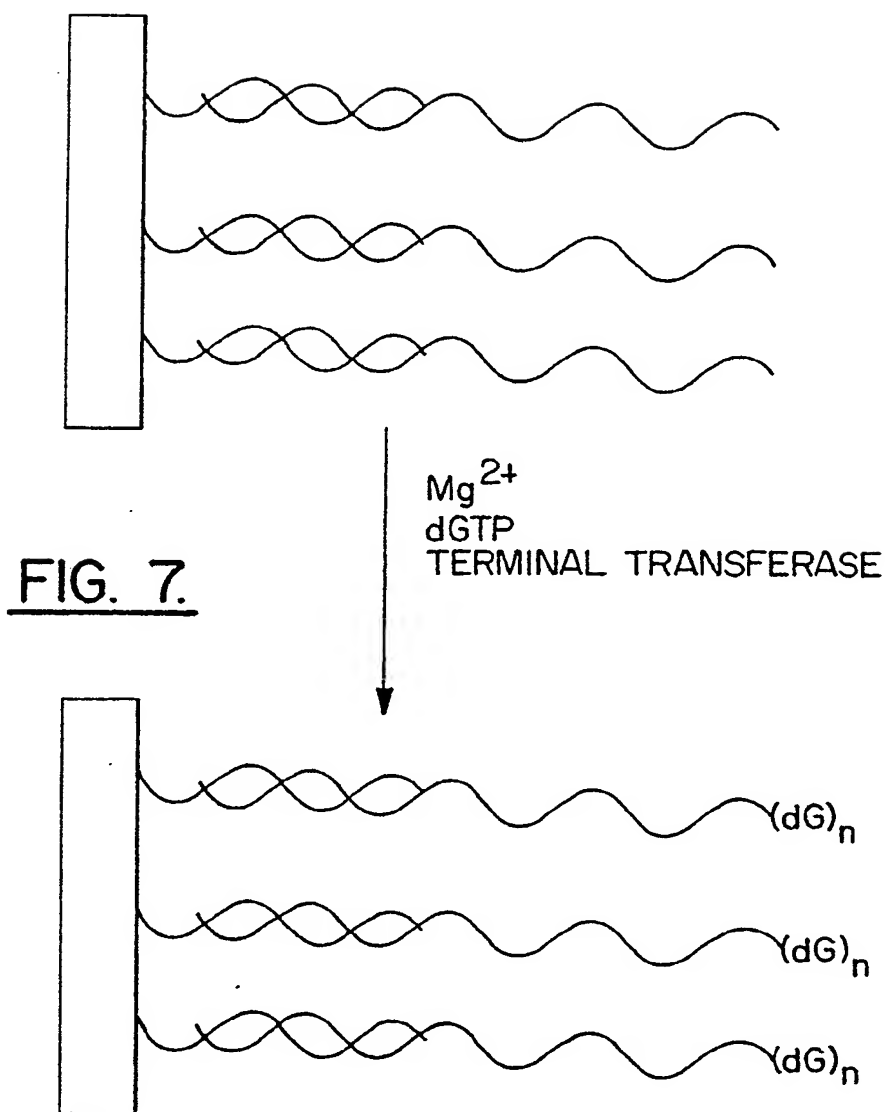 Mg2+
dGTP
TERMINAL TRANSFERASE
FIG. 7.
(dG)n
(dG)n
(dG)n